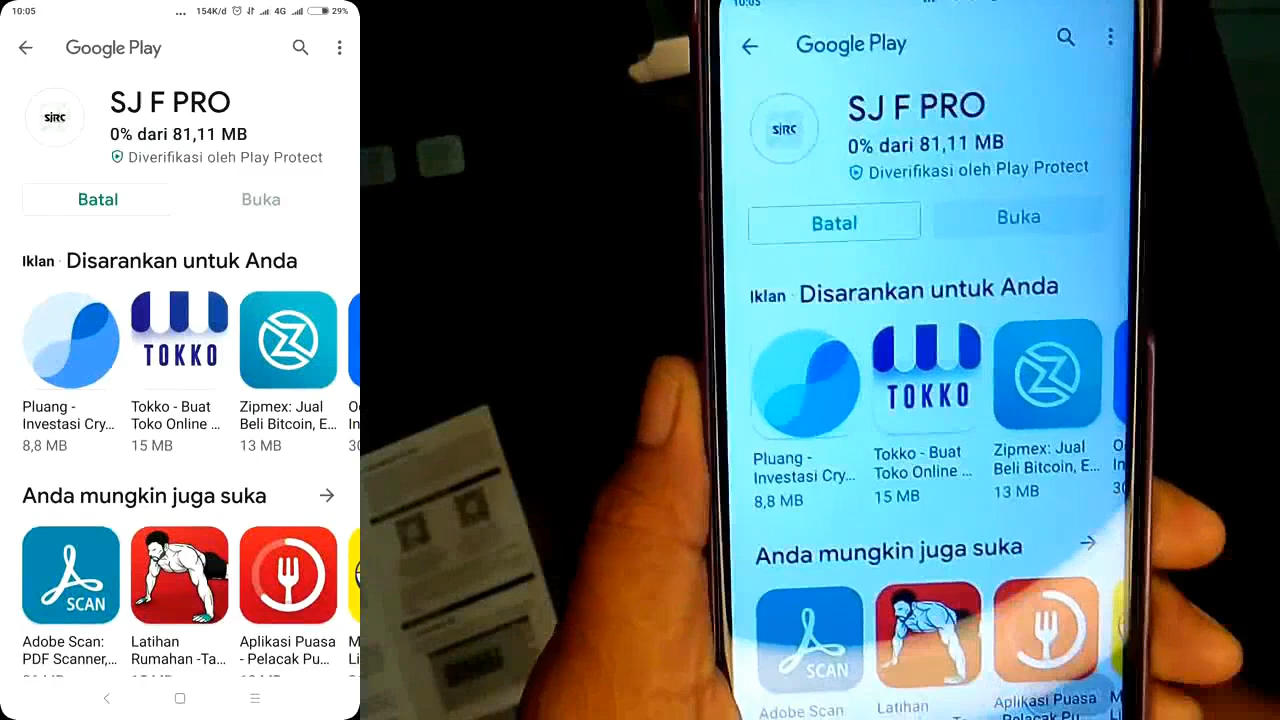 10:05
... 154K/d 4G 29%
Google Play
SJRC
SJ F PRO
0% dari 81,11 MB
Diverifikasi oleh Play Protect
Batal
Buka
Iklan · Disarankan untuk Anda
TOKKO
Pluang -
Investasi Cry...
8,8 MB
Tokko - Buat
Toko Online ...
15 MB
Zipmex: Jual
Beli Bitcoin, E...
13 MB
Anda mungkin juga suka
SCAN
Adobe Scan:
PDF Scanner,...
Latihan
Rumahan -Ta...
Aplikasi Puasa
- Pelacak Pu...
10:05
Google Play
SJRC
SJ F PRO
0% dari 81,11 MB
Diverifikasi oleh Play Protect
Batal
Buka
Iklan · Disarankan untuk Anda
TOKKO
Pluang -
Investasi Cry...
8,8 MB
Tokko - Buat
Toko Online ...
15 MB
Zipmex: Jual
Beli Bitcoin, E...
13 MB
Anda mungkin juga suka
SCAN
Adobe Scan
Latihan
Aplikasi Puasa
- Pelacak Pu...